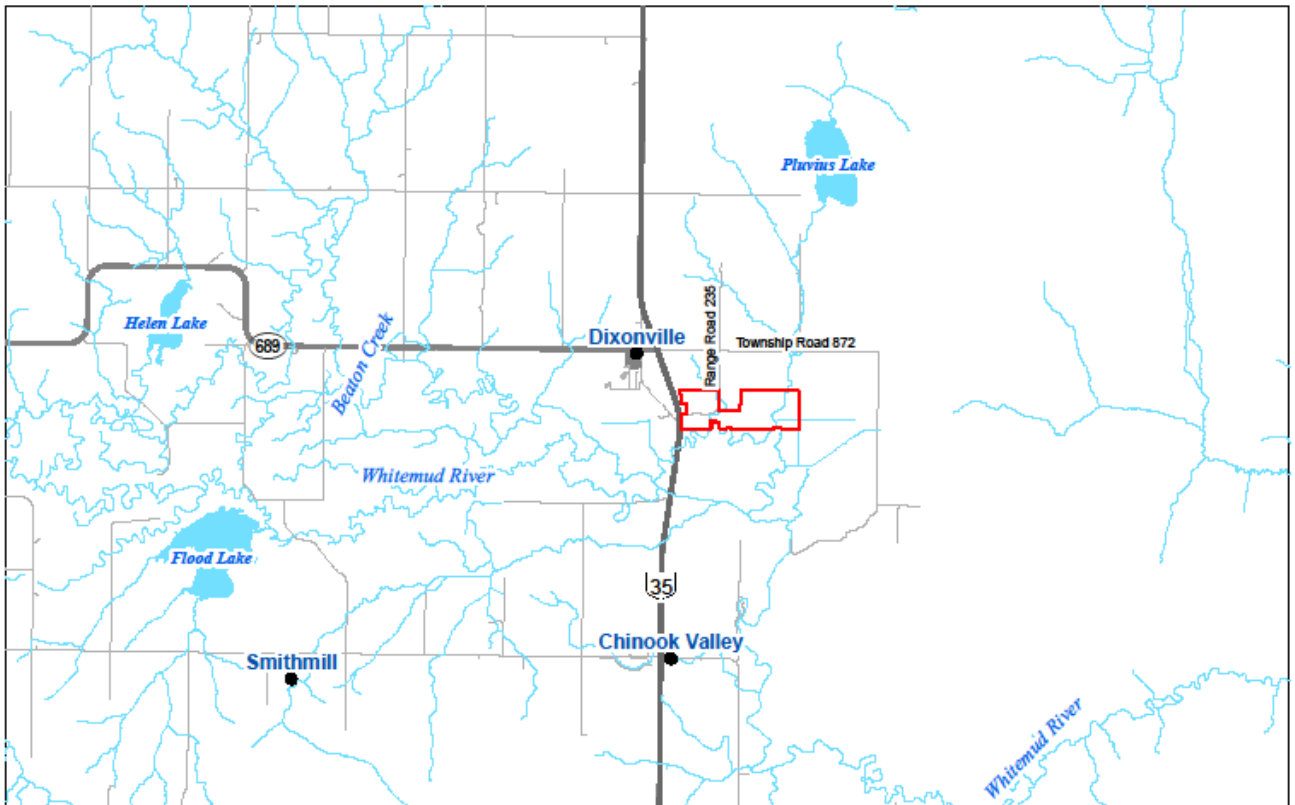 Pluvius Lake
Range Road 235
Helen Lake
689
Beaton Creek
Dixonville
Township Road 872
Whitemud River
Flood Lake
35
Chinook Valley
Smithmill
Whitemud River